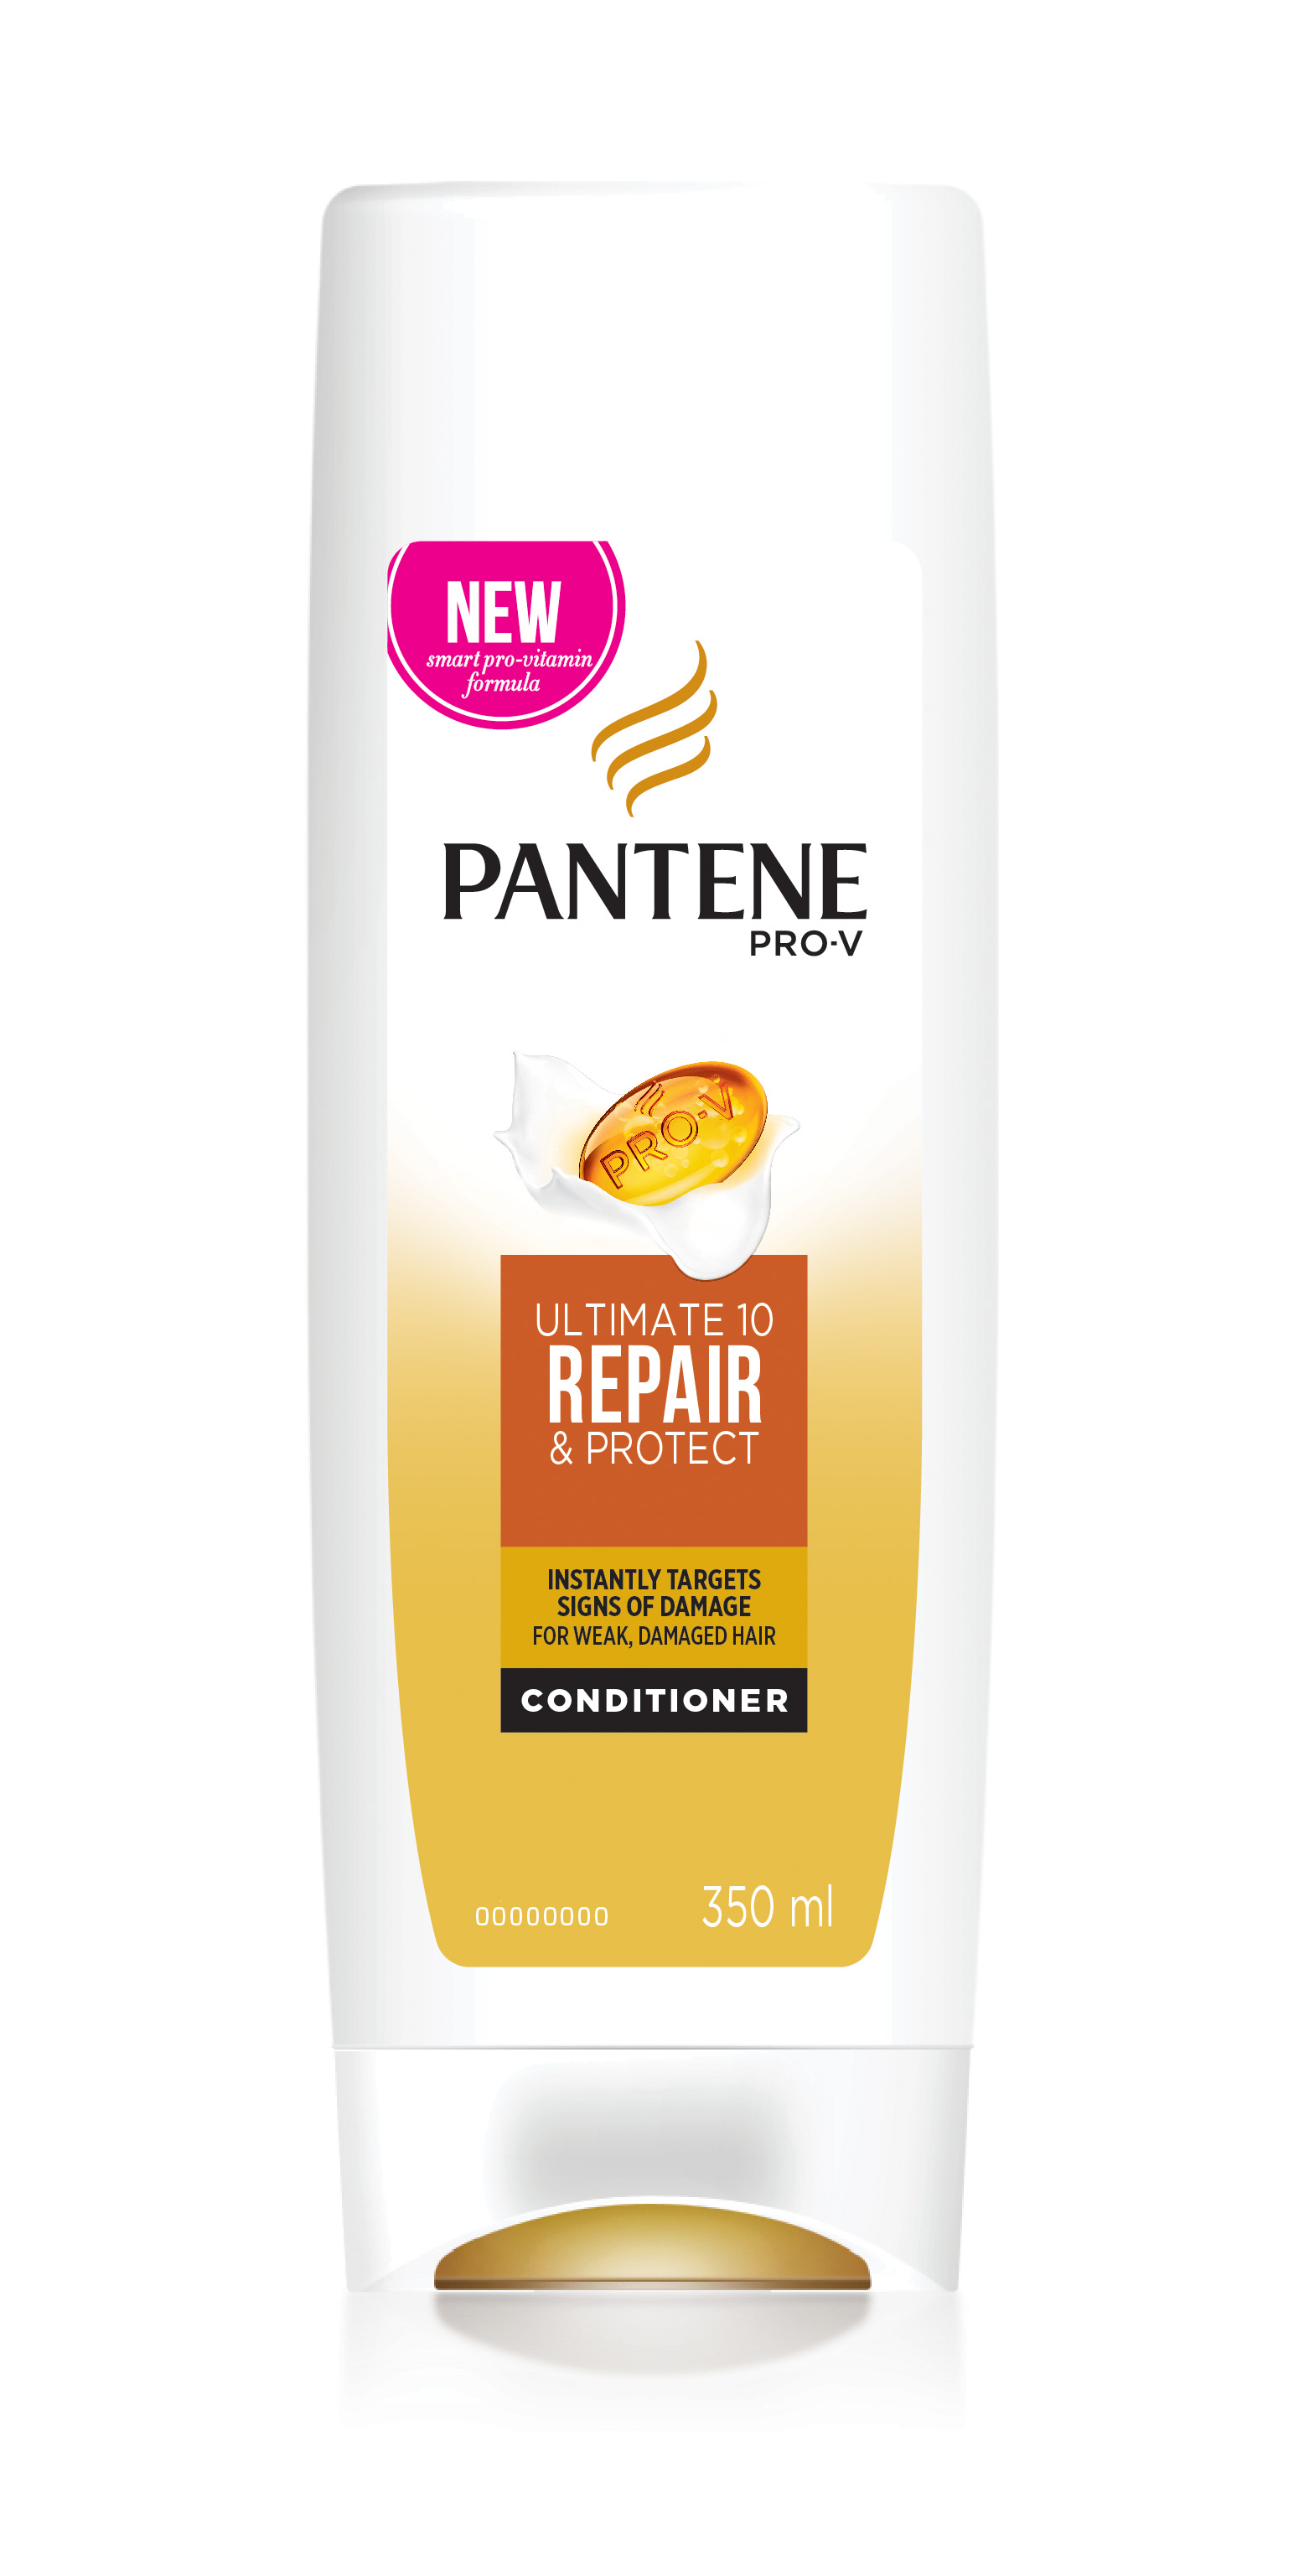 NEW
smart pro-vitamin
formula
PANTENE
PRO-V
PRO-V
ULTIMATE 10
REPAIR
& PROTECT
INSTANTLY TARGETS
SIGNS OF DAMAGE
FOR WEAK, DAMAGED HAIR
CONDITIONER
00000000 350 ml